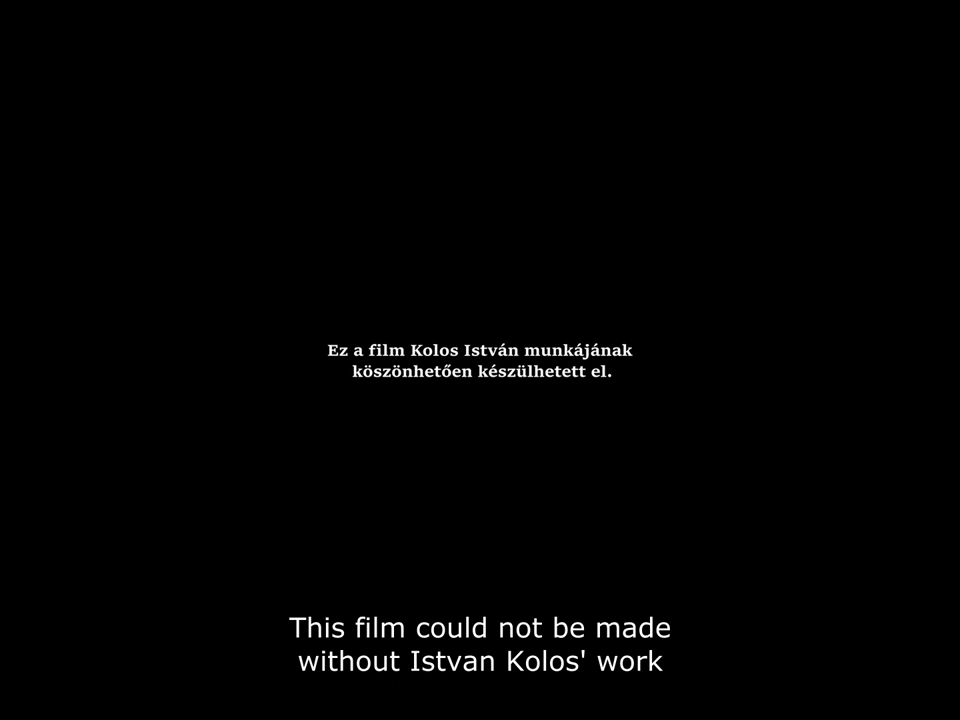 Ez a film Kolos István munkájának
köszönhetően készülhetett el.
This film could not be made
without Istvan Kolos' work